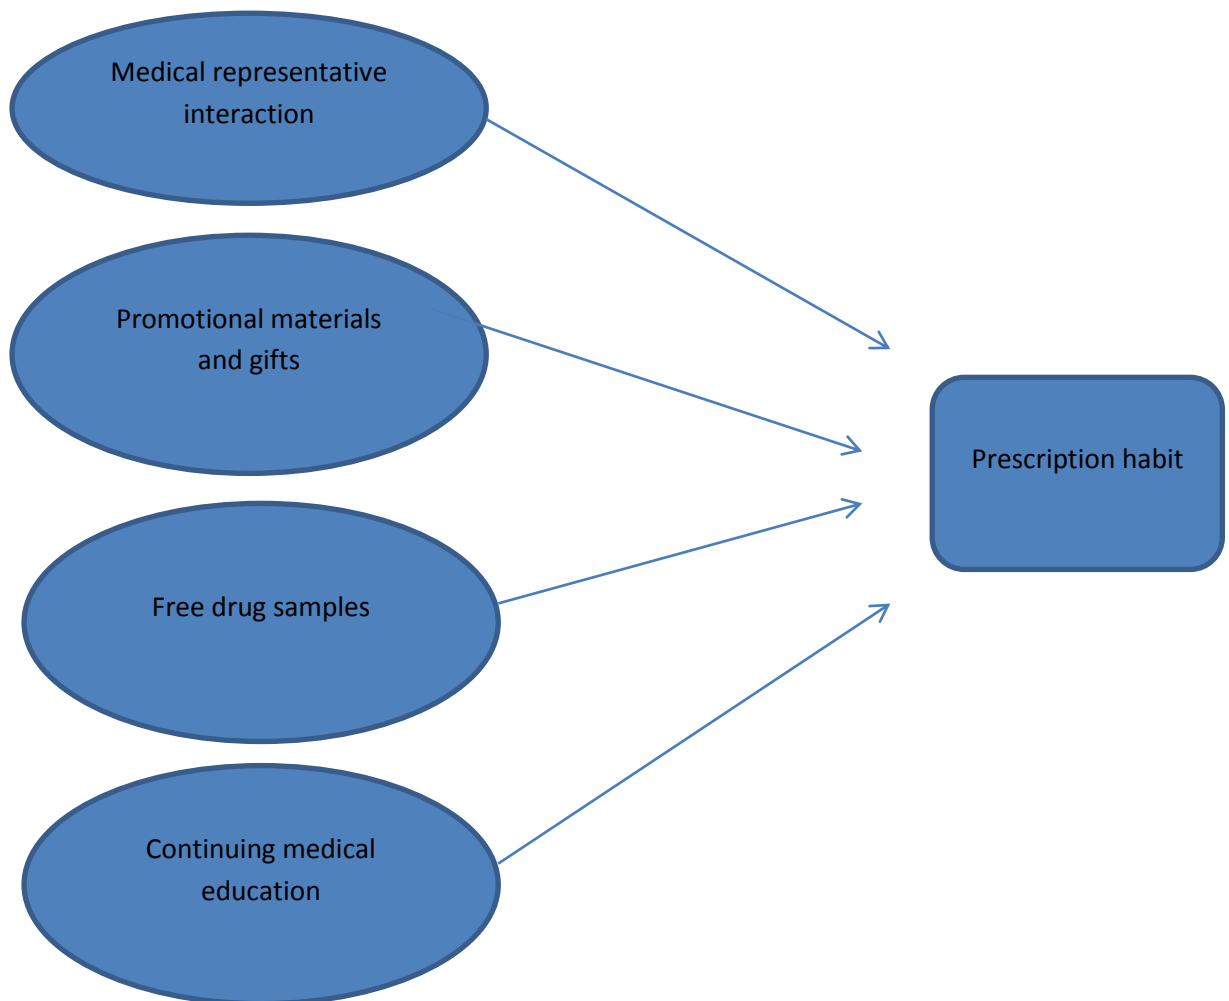 Medical representative
interaction
Promotional materials
and gifts
Prescription habit
Free drug samples
Continuing medical
education